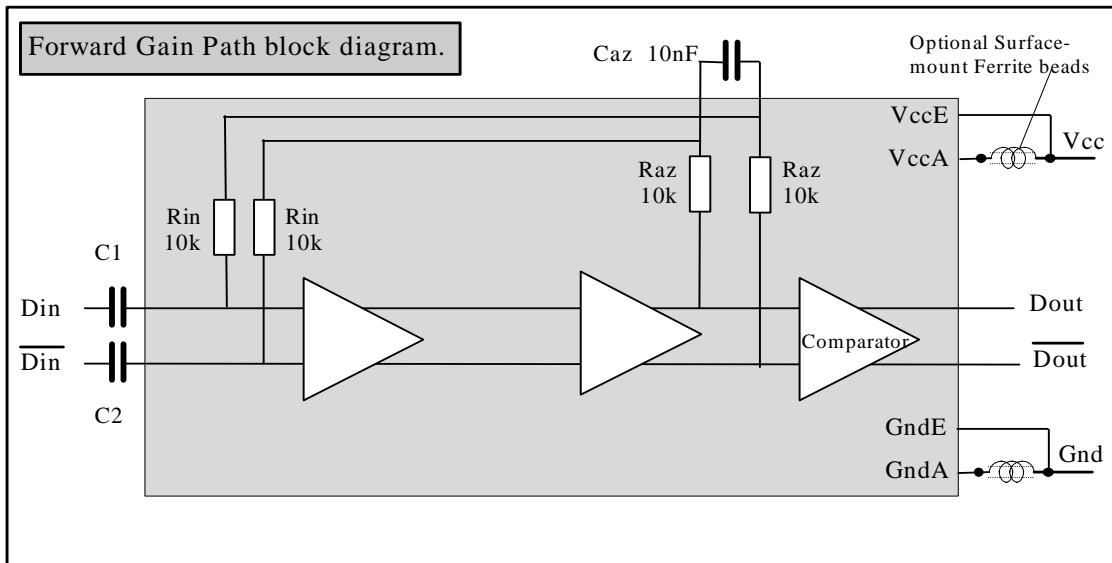 Forward Gain Path block diagram.
Caz 10nF
Optional Surface-
mount Ferrite beads
VccE
Vcc
VccA
Raz
10k
Raz
10k
Rin
10k
Rin
10k
C1
Din
Dout
Comparator
Din
Dout
C2
GndE
Gnd
GndA